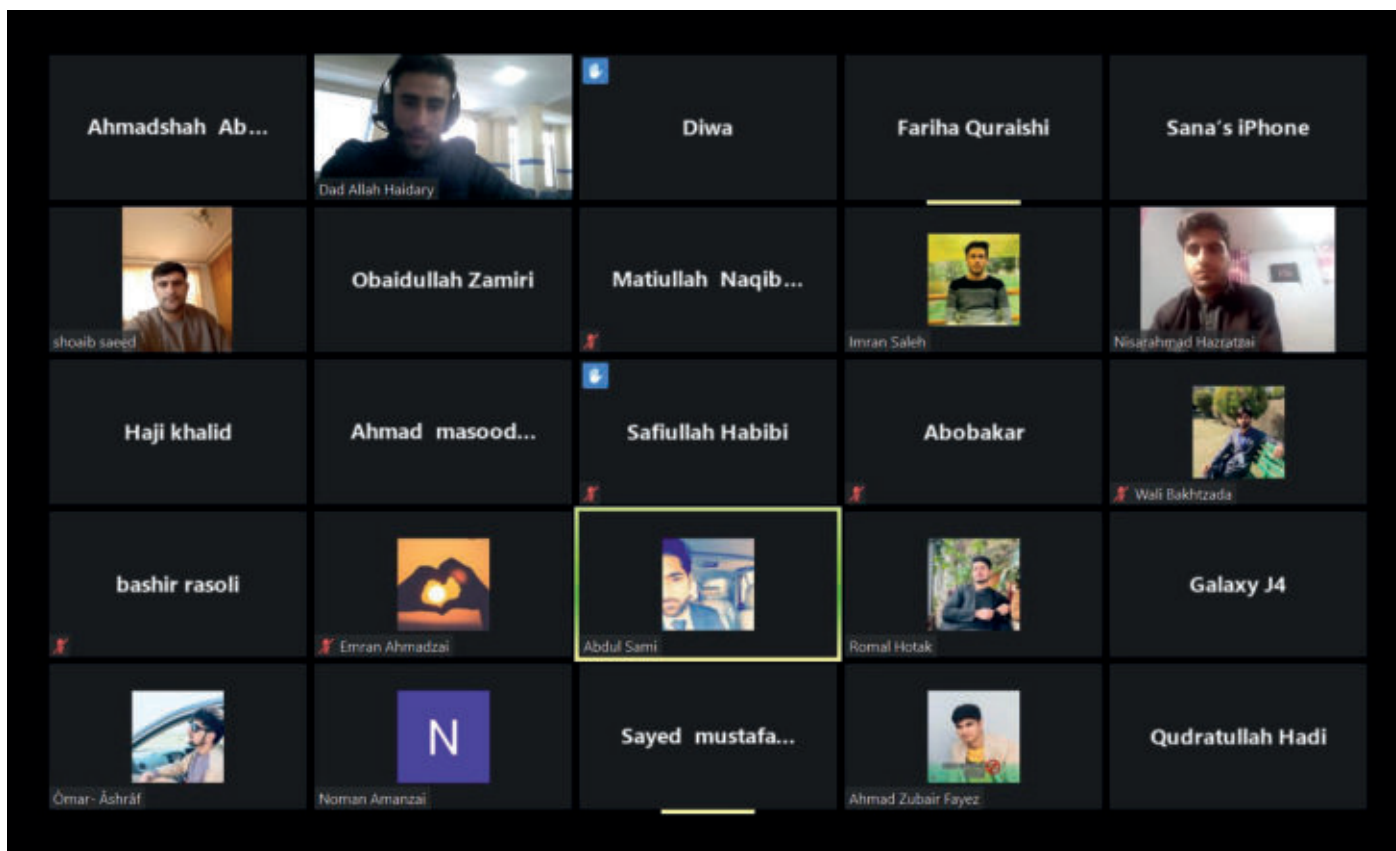 Ahmadshah Ab...
Dad Allah Haidary
Diwa
Fariha Quraishi
Sana's iPhone
shoaib saeed
Obaidullah Zamiri
Matiullah Naqib...
Imran Saleh
Nisarahmad Hazratzai
Haji khalid
Ahmad masood...
Safiullah Habibi
Abobakar
Wali Bakhtzada
bashir rasoli
Emran Ahmadzai
Abdul Sami
Romal Hotak
Galaxy J4
Ömar- Âshrâf
N
Noman Amanzai
Sayed mustafa...
Ahmad Zubair Fayez
Qudratullah Hadi